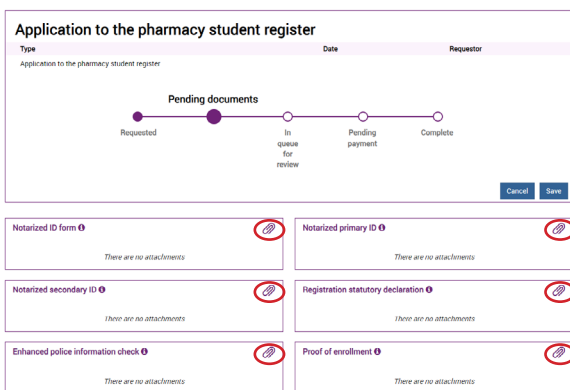 Application to the pharmacy student register
Type Date Requestor
Application to the pharmacy student register
Pending documents
Requested
In
queue
for
review
Pending
payment
Complete
Cancel Save
Notarized ID form
There are no attachments
Notarized primary ID
There are no attachments
Notarized secondary ID
There are no attachments
Registration statutory declaration
There are no attachments
Enhanced police information check
There are no attachments
Proof of enrollment
There are no attachments